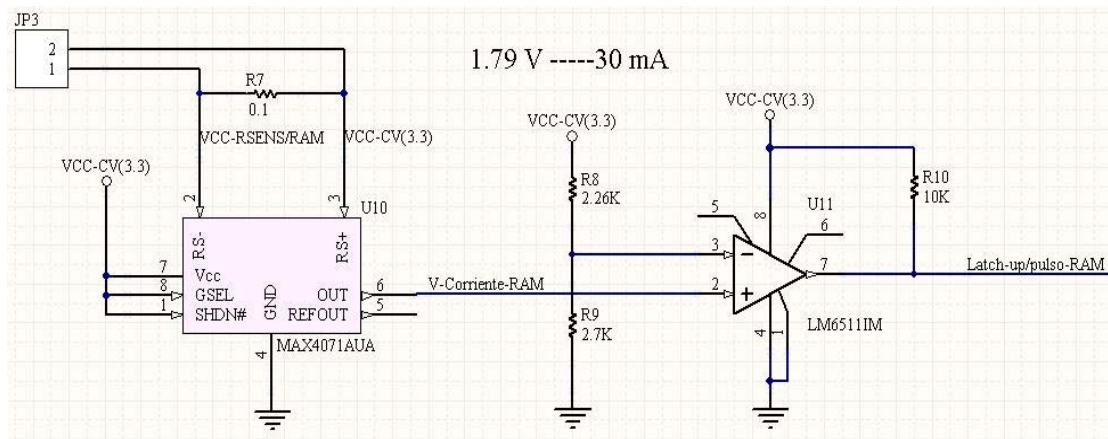 JP3
2
1
1.79 V -----30 mA
R7
0.1
VCC-RSENS/RAM
VCC-CV(3.3)
VCC-CV(3.3)
2
3
U10
RS-
RS+
7
Vcc
8
GSEL
1
SHDN#
GND
OUT
6
REFOUT
5
4
MAX4071AUA
V-Corriente-RAM
VCC-CV(3.3)
R8
2.26K
R9
2.7K
VCC-CV(3.3)
R10
10K
5
8
U11
6
3
2
7
4
1
LM6511IM
Latch-up/pulso-RAM